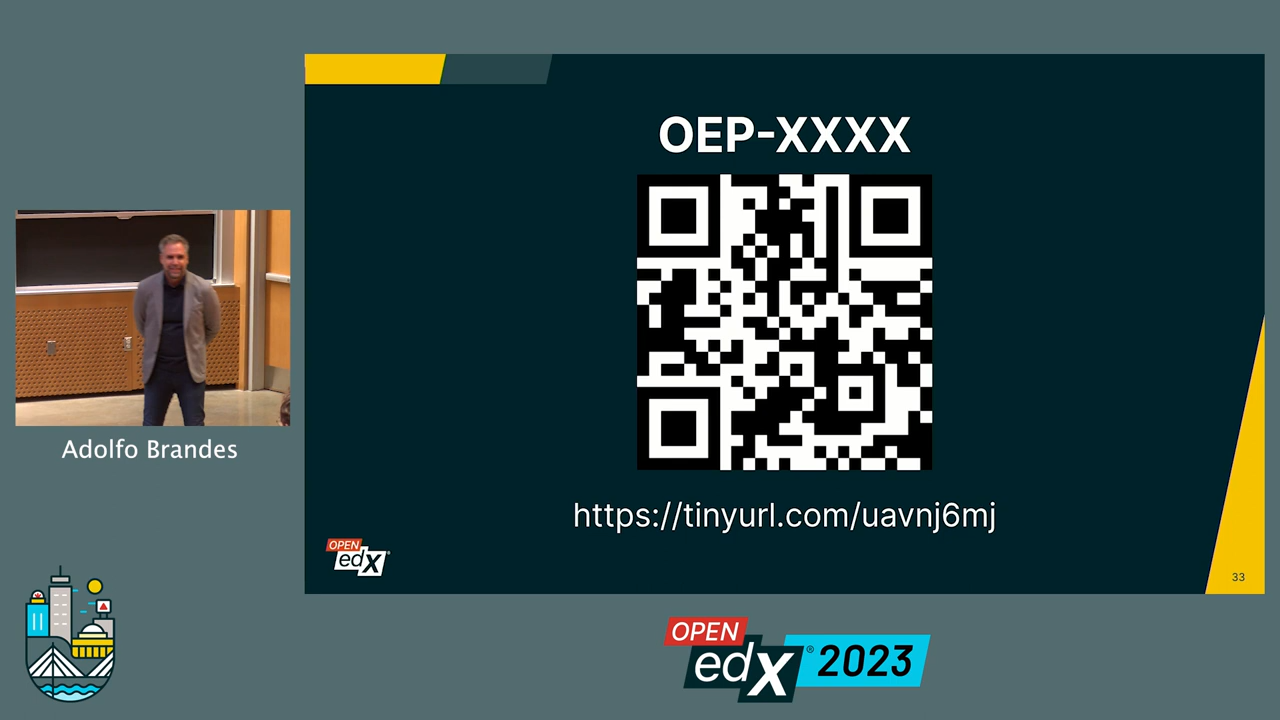 OEP-XXXX
https://tinyurl.com/uavnj6mj
OPEN
edX
33
Adolfo Brandes
OPEN
edX® 2023